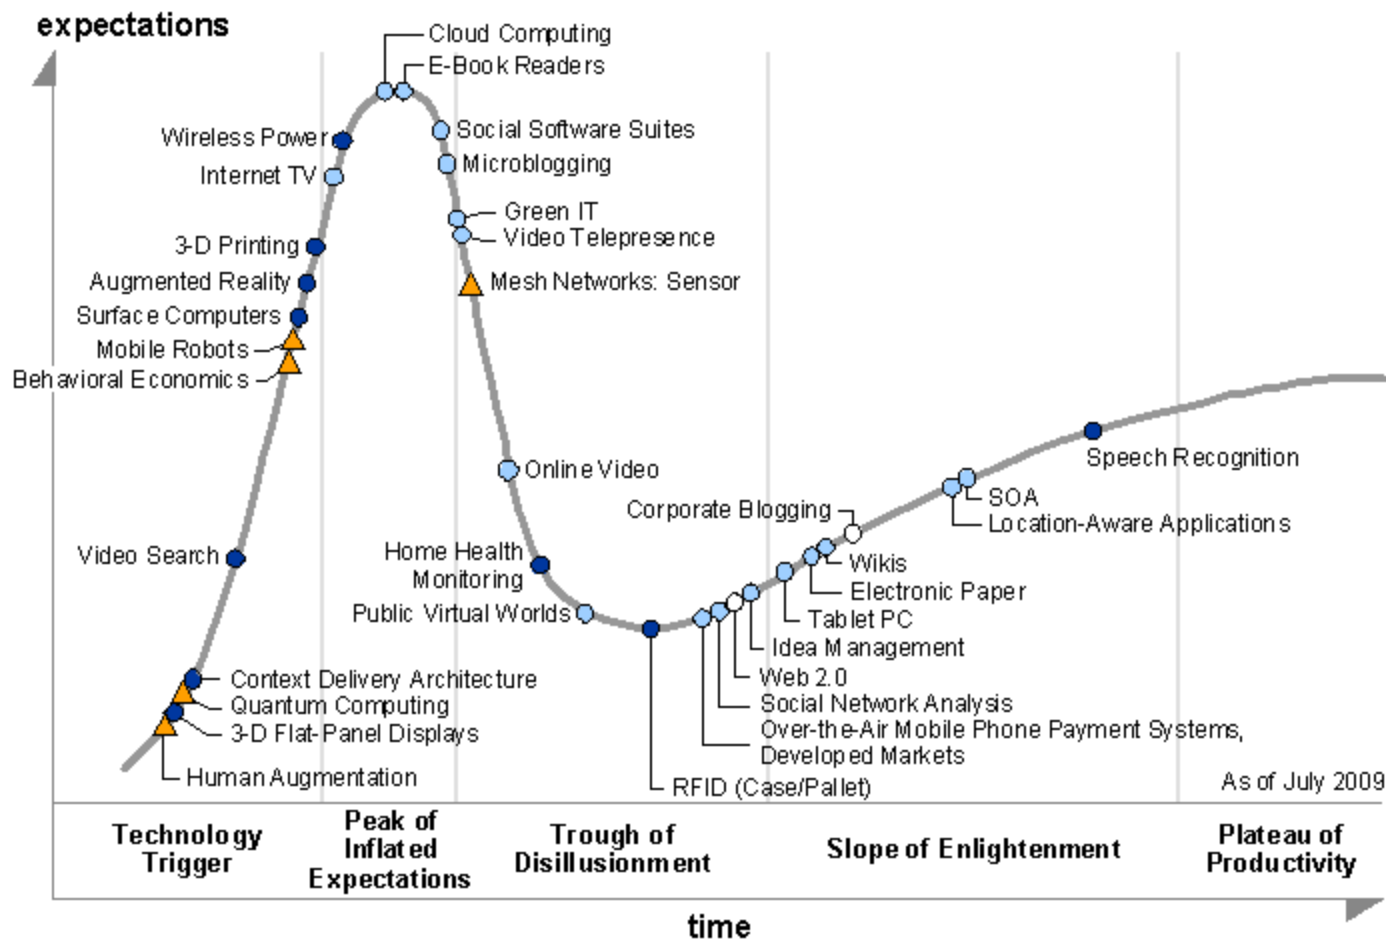 expectations
Cloud Computing
E-Book Readers
Wireless Power
Social Software Suites
Internet TV
Microblogging
Green IT
Video Telepresence
3-D Printing
Augmented Reality
Mesh Networks: Sensor
Surface Computers
Mobile Robots
Behavioral Economics
Online Video
Speech Recognition
Corporate Blogging
SOA
Location-Aware Applications
Home Health
Monitoring
Video Search
Wikis
Electronic Paper
Public Virtual Worlds
Tablet PC
Idea Management
Web 2.0
Context Delivery Architecture
Quantum Computing
Social Network Analysis
3-D Flat-Panel Displays
Over-the-Air Mobile Phone Payment Systems,
Developed Markets
Human Augmentation
RFID (Case/Pallet)
As of July 2009
Technology
Trigger
Peak of
Inflated
Expectations
Trough of
Disillusionment
Slope of Enlightenment
Plateau of
Productivity
time